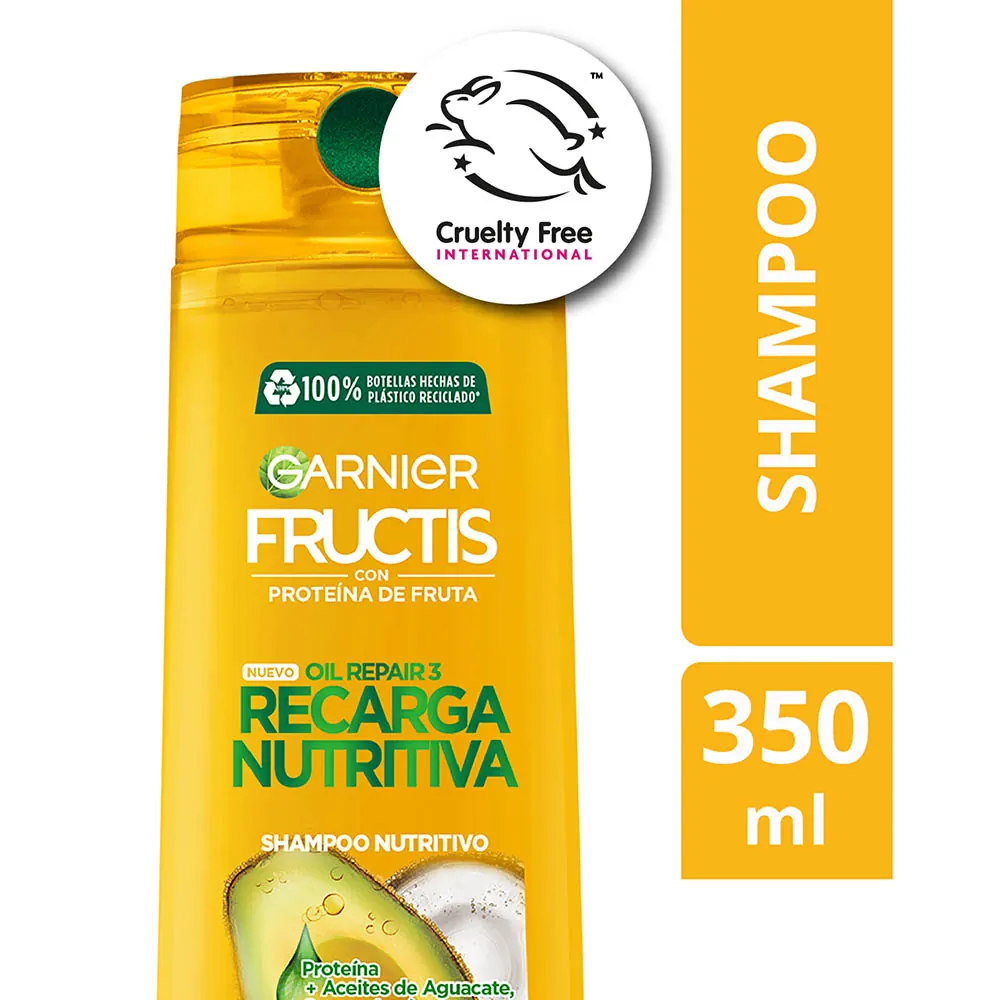 TM
Cruelty Free
INTERNATIONAL
100% BOTELLAS HECHAS DE
PLÁSTICO RECICLADO*
GARNIER
FRUCTIS
CON
PROTEÍNA DE FRUTA
NUEVO OIL REPAIR 3
RECARGA
NUTRITIVA
SHAMPOO NUTRITIVO
Proteína
+ Aceites de Aguacate,
SHAMPOO
350
ml